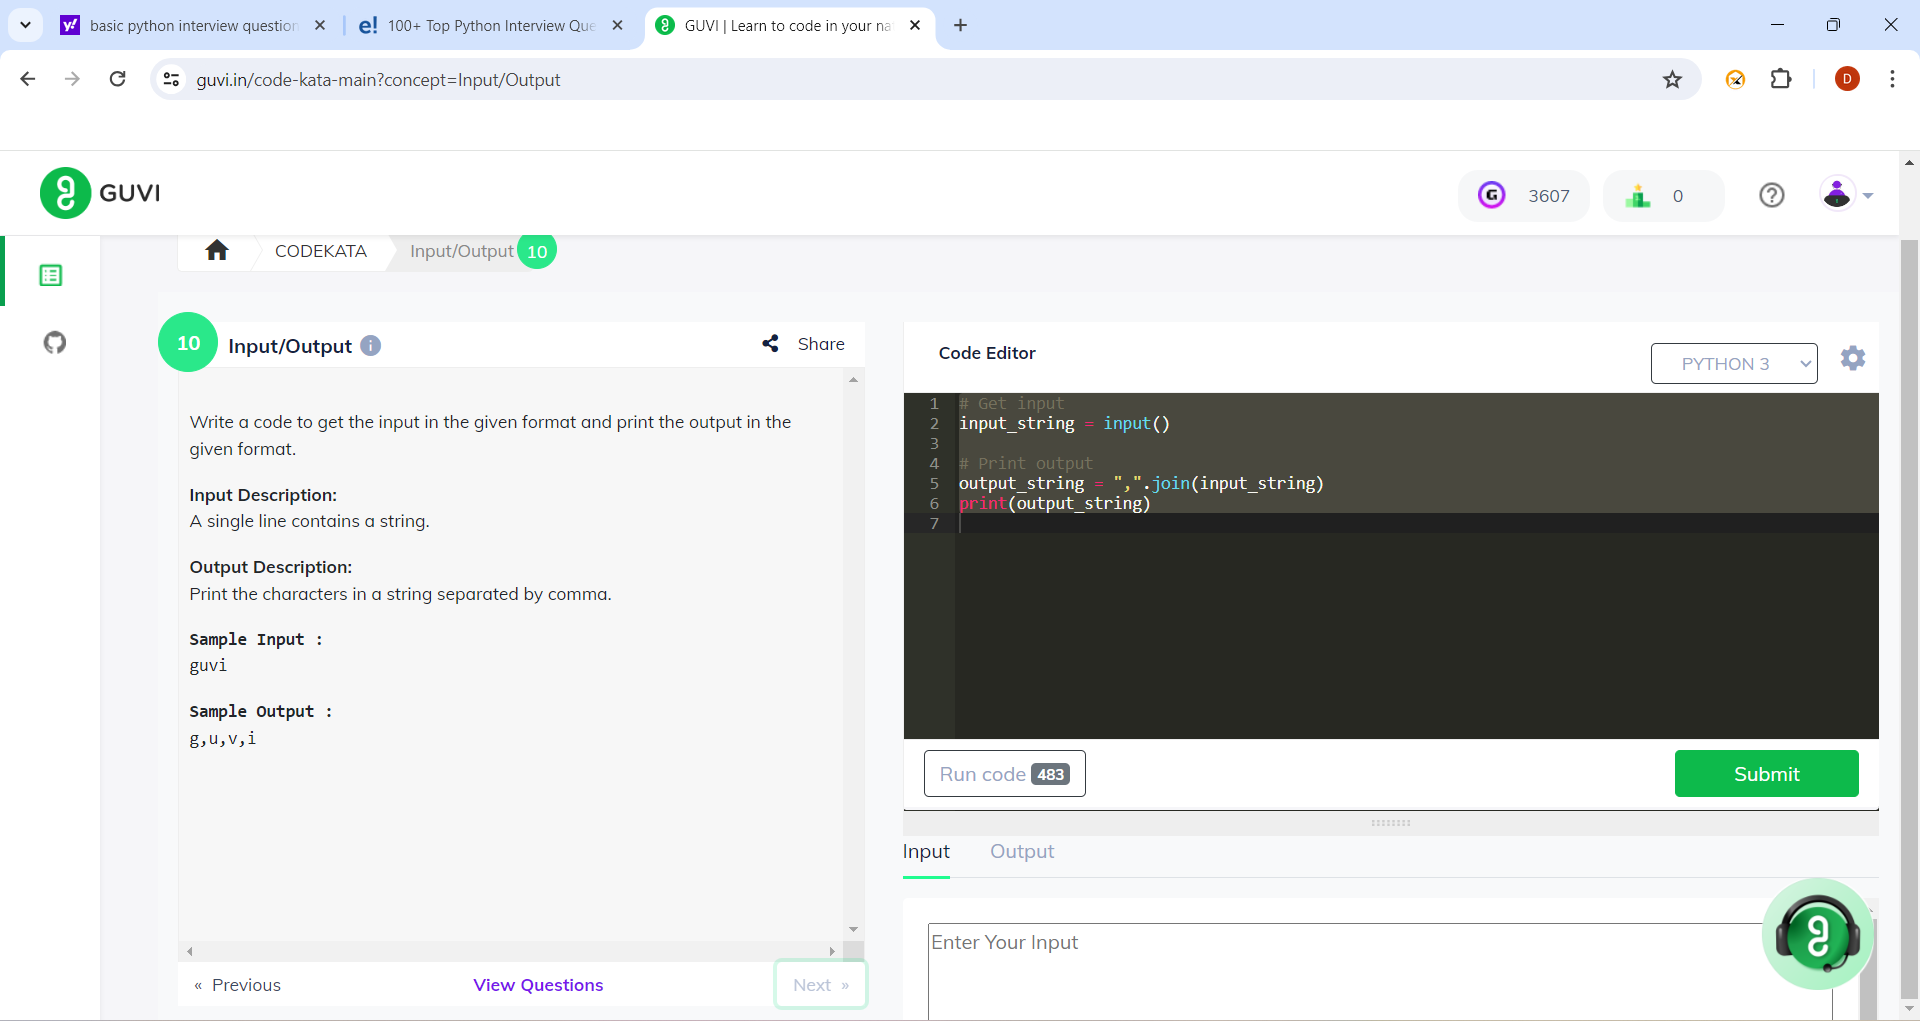 basic python interview question
100+ Top Python Interview Que
GUVI | Learn to code in your na
guvi.in/code-kata-main?concept=Input/Output
D
GUVI
G 3607
0
CODEKATA
Input/Output 10
10 Input/Output
Share
Write a code to get the input in the given format and print the output in the
given format.
Input Description:
A single line contains a string.
Output Description:
Print the characters in a string separated by comma.
Sample Input :
guvi
Sample Output :
g,u,v,i
« Previous
View Questions
Next »
Code Editor
PYTHON 3
1 # Get input
2 input_string = input()
3
4 # Print output
5 output_string = ",".join(input_string)
6 print(output_string)
7
Run code 483
Submit
Input
Output
Enter Your Input